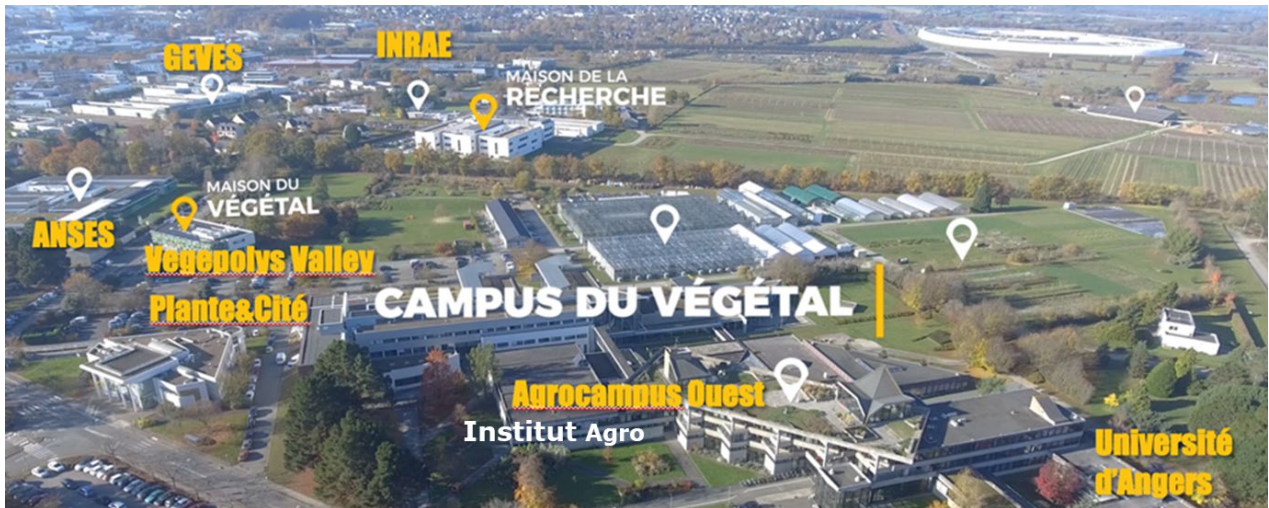 GEVES
INRAE
MAISON DE LA
RECHERCHE
MAISON DU
VÉGÉTAL
ANSES
Vegepolys Valley
Plante&Cité
CAMPUS DU VÉGÉTAL
Agrocampus Ouest
Institut Agro
Université
d'Angers